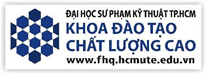 ĐẠI HỌC SƯ PHẠM KỸ THUẬT TP.HCM
KHOA ĐÀO TẠO
CHẤT LƯỢNG CAO
www.fhq.hcmute.edu.vn